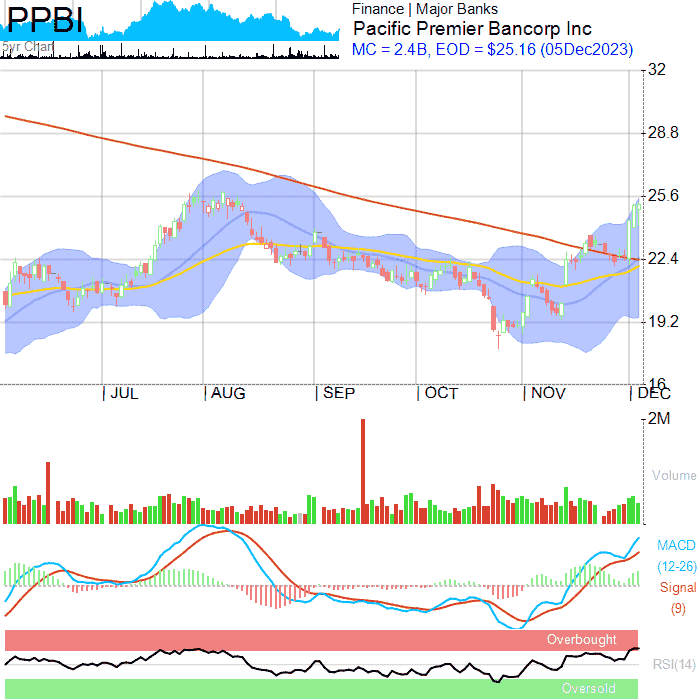 PPBI
Finance | Major Banks
Pacific Premier Bancorp Inc
5yr Chart
MC = 2.4B, EOD = $25.16 (05Dec2023)
32
28.8
25.6
22.4
19.2
16
| JUL | AUG | SEP | OCT | NOV | DEC
2M
Volume
MACD
(12-26)
Signal
(9)
Overbought
RSI(14)
Oversold